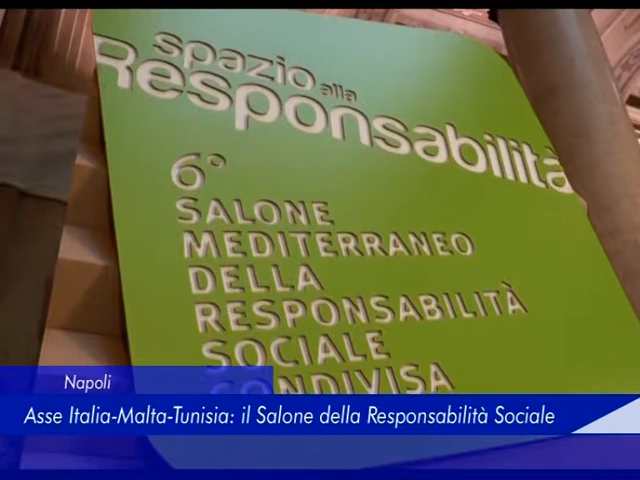 spazio alla
Responsabilità
6°
SALONE
MEDITERRANEO
DELLA
RESPONSABILITÀ
SOCIALE
CONDIVISA
Napoli
Asse Italia-Malta-Tunisia: il Salone della Responsabilità Sociale